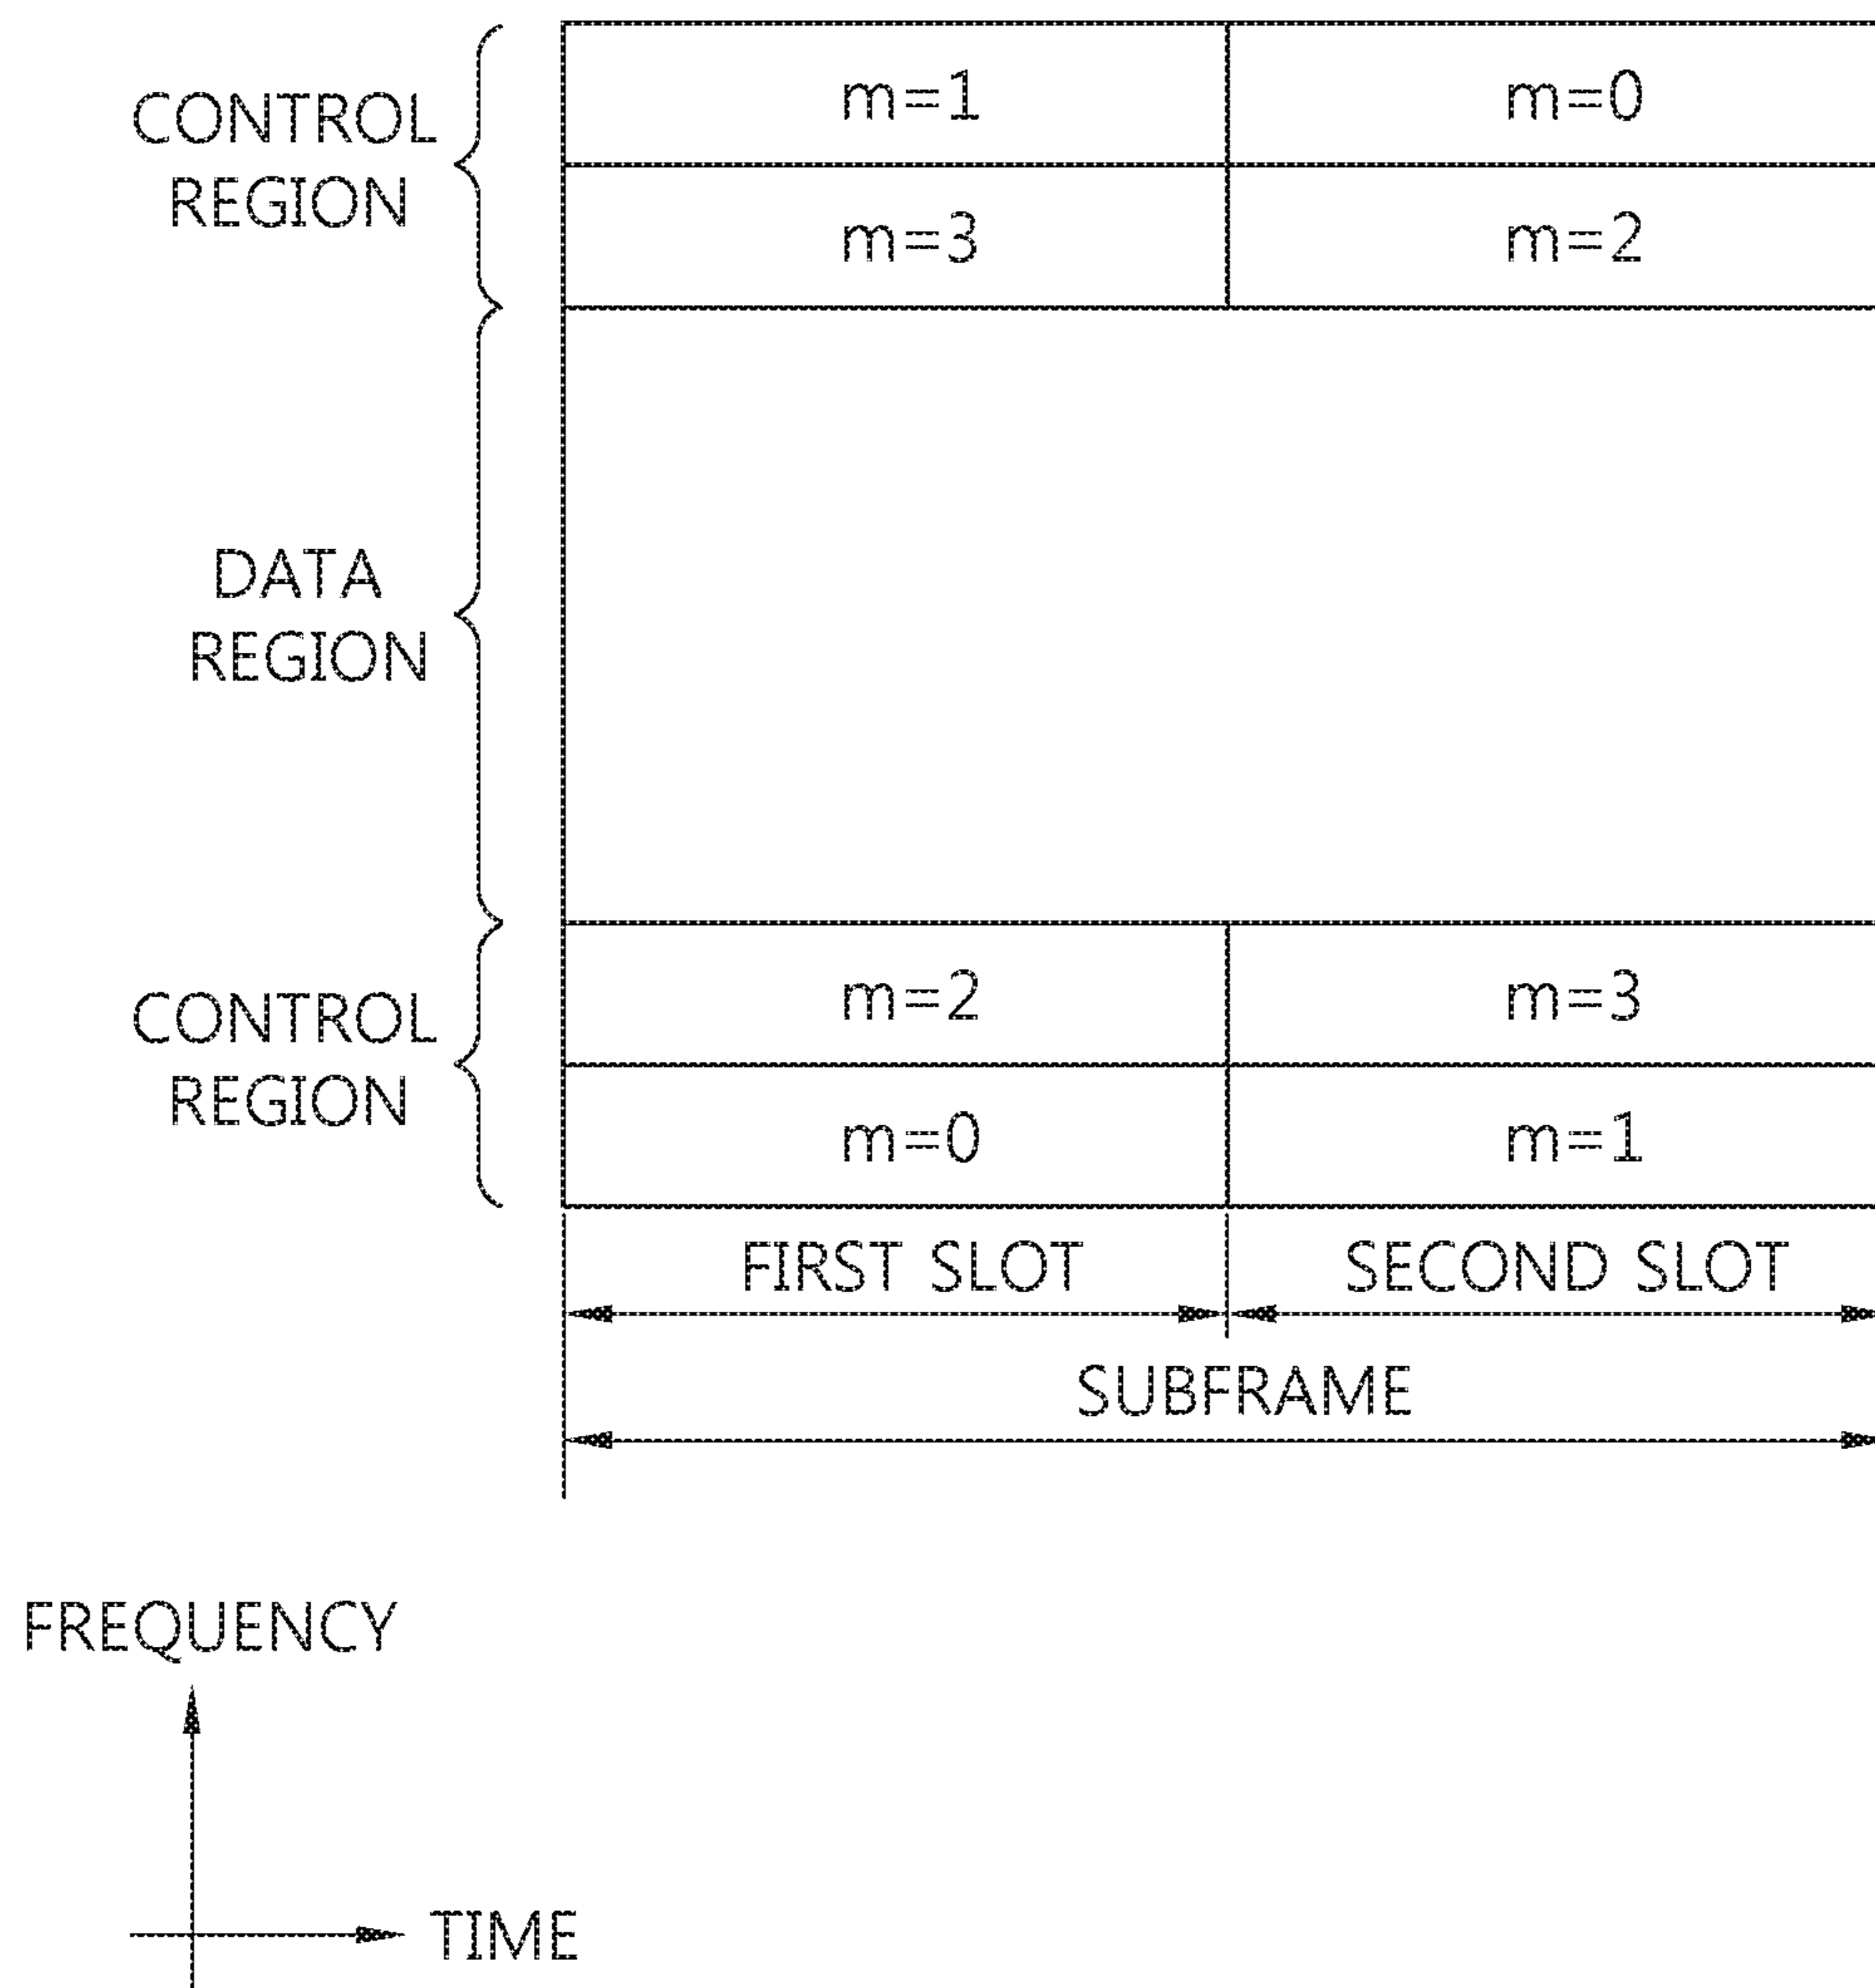 m=1 m=0
CONTROL
REGION
m=3 m=2
DATA
REGION
m=2 m=3
CONTROL
REGION
m=0 m=1
FIRST SLOT SECOND SLOT
SUBFRAME
FREQUENCY
TIME